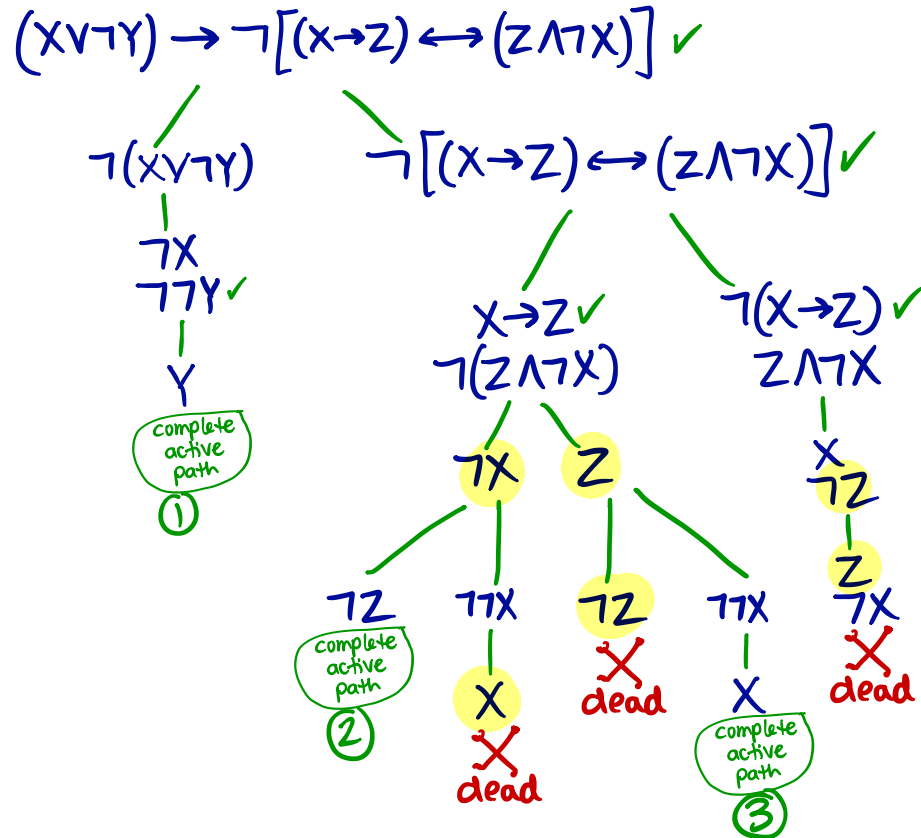 (X∨¬Y) → ¬[(X→Z) ↔ (Z∧¬X)] ✓
¬(X∨¬Y)
¬[(X→Z) ↔ (Z∧¬X)] ✓
¬X
¬¬Y ✓
Y
complete
active
path
①
X→Z ✓
¬(Z∧¬X)
¬(X→Z) ✓
Z∧¬X
¬X
Z
X
¬Z
Z
¬X
X
dead
¬Z
complete
active
path
②
¬¬X
X
X
dead
¬Z
X
dead
¬¬X
X
complete
active
path
③